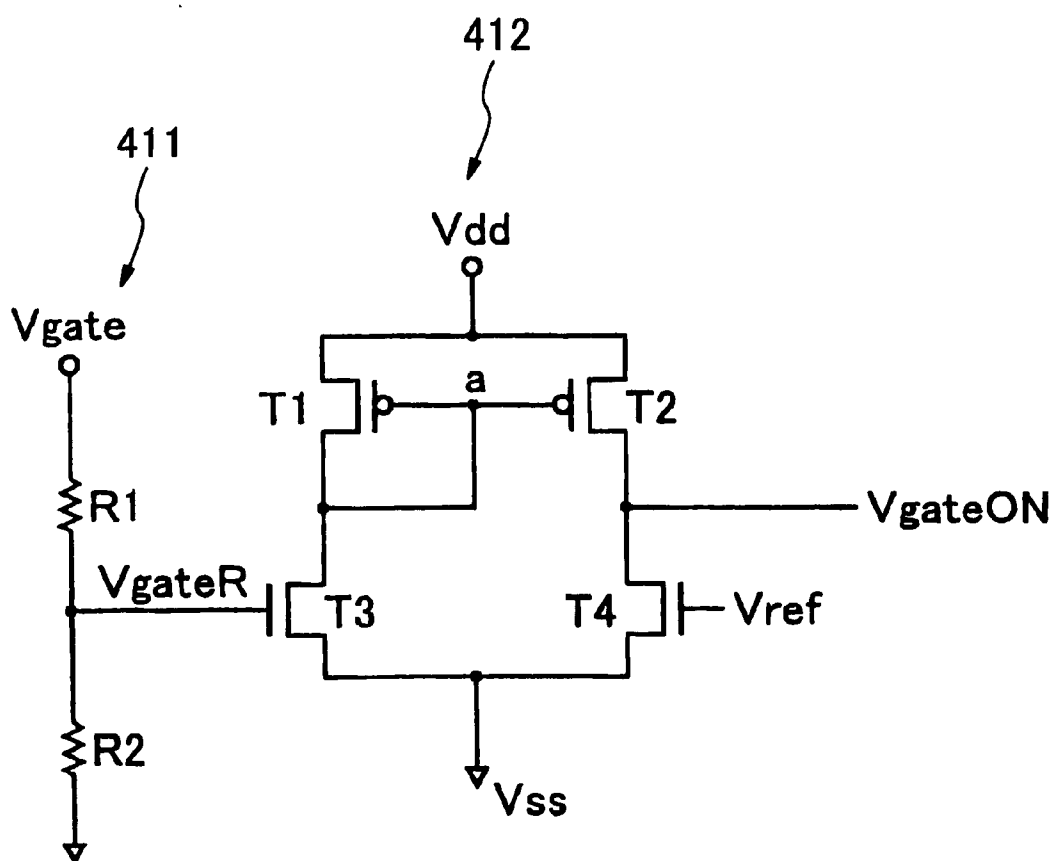 412
411
Vdd
Vgate
a
T1
T2
R1
VgateON
VgateR
T3
T4
Vref
R2
Vss